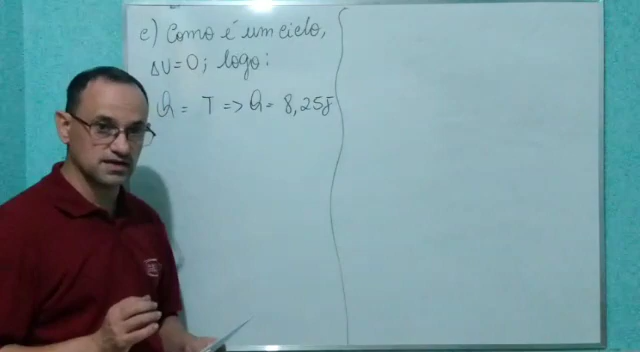 c) Como é um ciclo,
ΔU=0; logo:
Q = T => Q = 8,25J